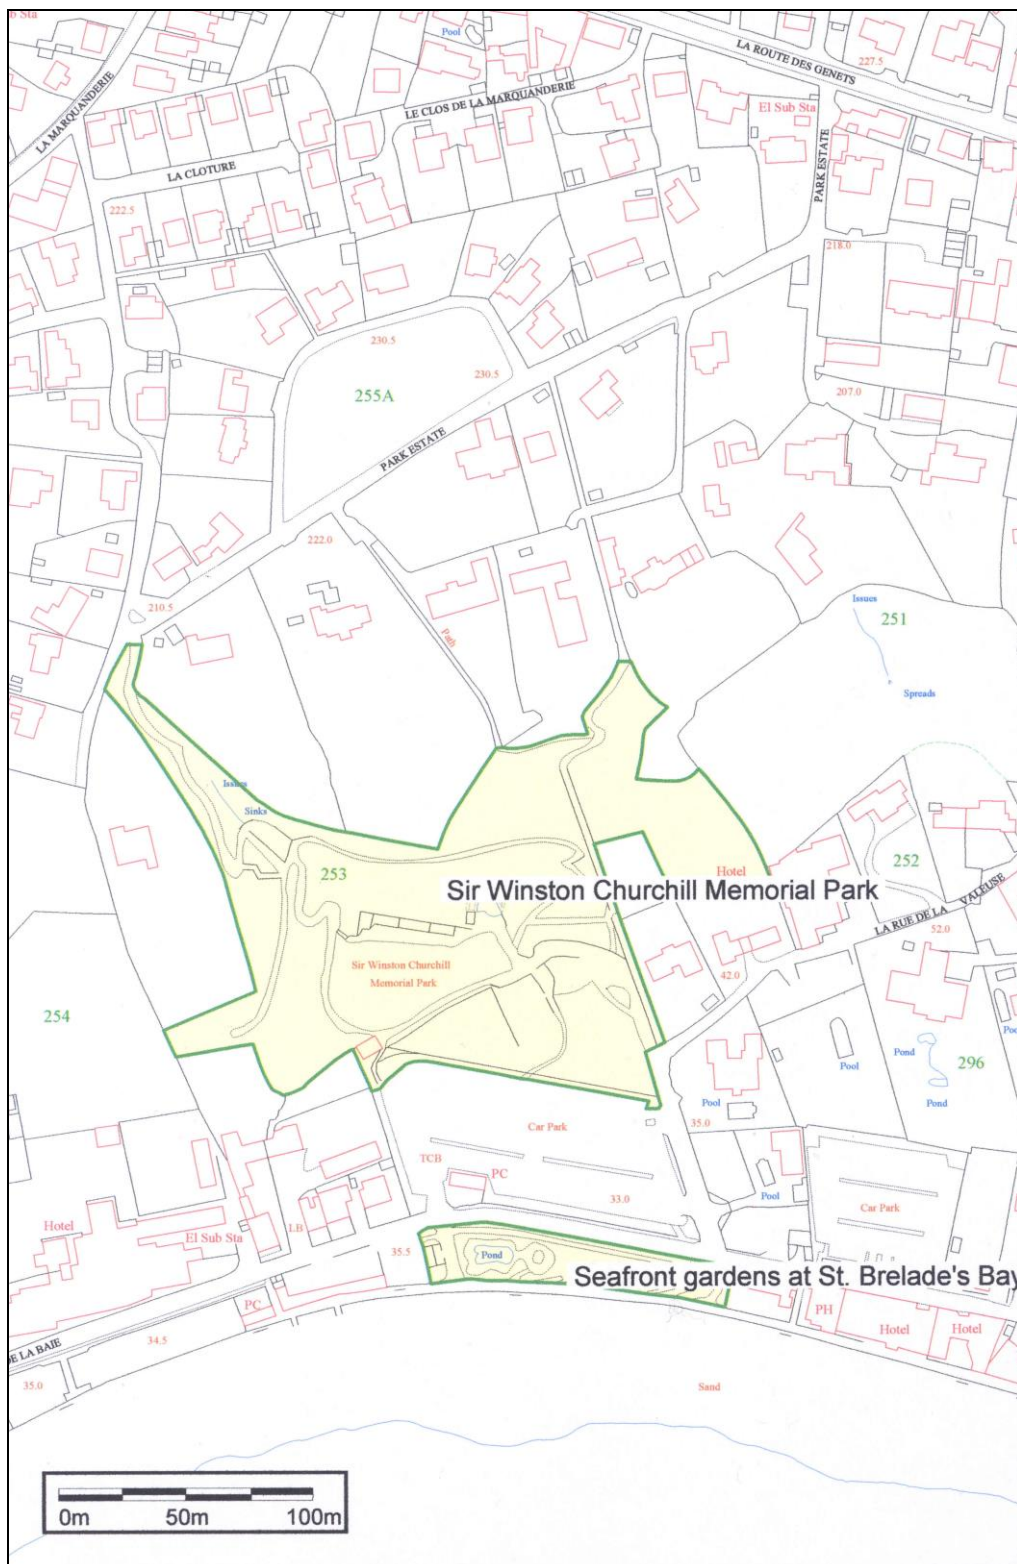 b Sta
Pool
LA ROUTE DES GENETS
227.5
LA MARQUANDERIE
LE CLOS DE LA MARQUANDERIE
El Sub Sta
PARK ESTATE
LA CLOTURE
222.5
218.0
230.5
230.5
255A
207.0
PARK ESTATE
222.0
210.5
Issues
251
Path
Spreads
Issues
Sinks
253
Hotel
252
Sir Winston Churchill Memorial Park
LA RUE DE LA VALEUSE
52.0
Sir Winston Churchill
Memorial Park
42.0
254
Pool
Pond
296
Poo
Pool
Pond
35.0
Car Park
TCB
PC
33.0
Pool
Car Park
Hotel
LB
El Sub Sta
35.5
Pond
Seafront gardens at St. Brelade's Bay
PC
PH
Hotel
Hotel
34.5
DE LA BAIE
35.0
Sand
0m
50m
100m